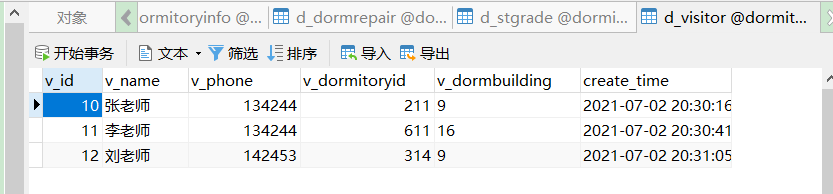 对象 ormitoryinfo @... d_dormrepair @do... d_stgrade @dormi... d_visitor @dormit...
开始事务 文本 筛选 排序 导入 导出
v_id v_name v_phone v_dormitoryid v_dormbuilding create_time
10 张老师 134244 211 9 2021-07-02 20:30:16
11 李老师 134244 611 16 2021-07-02 20:30:41
12 刘老师 142453 314 9 2021-07-02 20:31:05